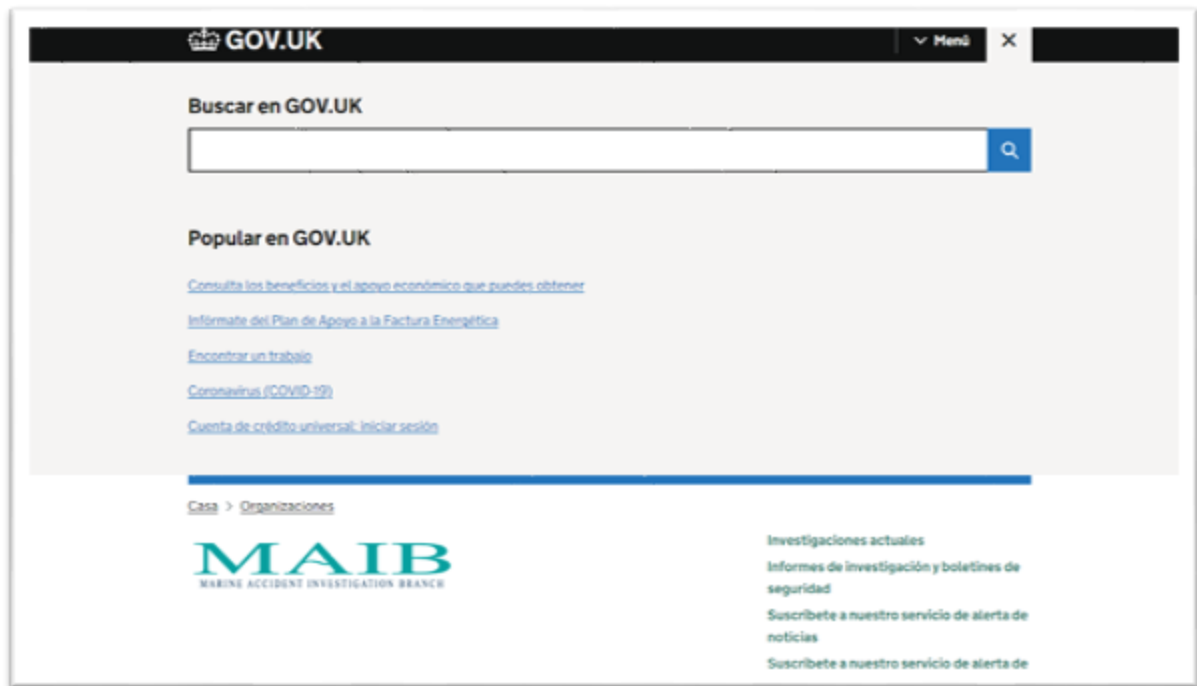 GOV.UK
Menú
Buscar en GOV.UK
Popular en GOV.UK
Consulta los beneficios y el apoyo económico que puedes obtener
Infórmate del Plan de Apoyo a la Factura Energética
Encontrar un trabajo
Coronavirus (COVID-19)
Cuenta de crédito universal: iniciar sesión
Casa > Organizaciones
MAIB
MARINE ACCIDENT INVESTIGATION BRANCH
Investigaciones actuales
Informes de investigación y boletines de
seguridad
Suscríbete a nuestro servicio de alerta de
noticias
Suscríbete a nuestro servicio de alerta de